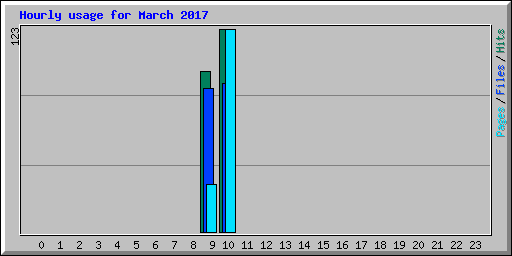 Hourly usage for March 2017
123
Pages/Files/Hits
0 1 2 3 4 5 6 7 8 9 10 11 12 13 14 15 16 17 18 19 20 21 22 23